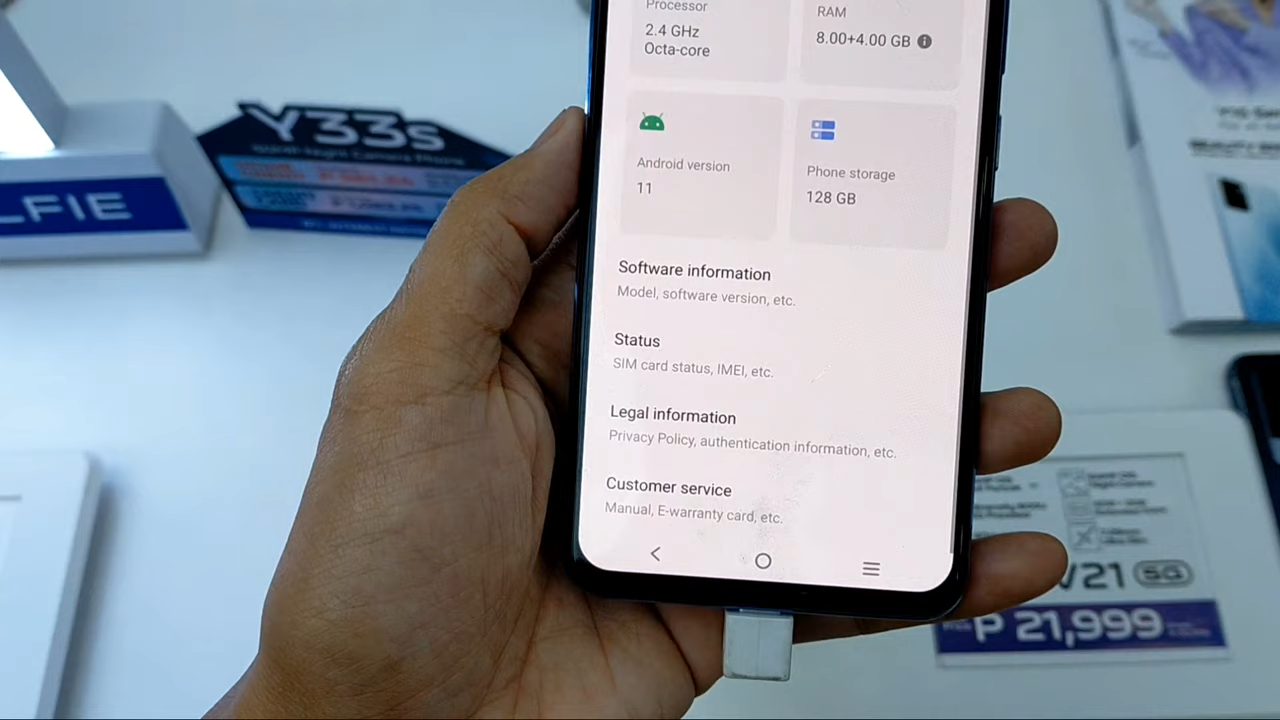 Processor
2.4 GHz
Octa-core
RAM
8.00+4.00 GB
Android version
11
Phone storage
128 GB
Software information
Model, software version, etc.
Status
SIM card status, IMEI, etc.
Legal information
Privacy Policy, authentication information, etc.
Customer service
Manual, E-warranty card, etc.
Y33s
LFIE
V21 5G
P 21,999